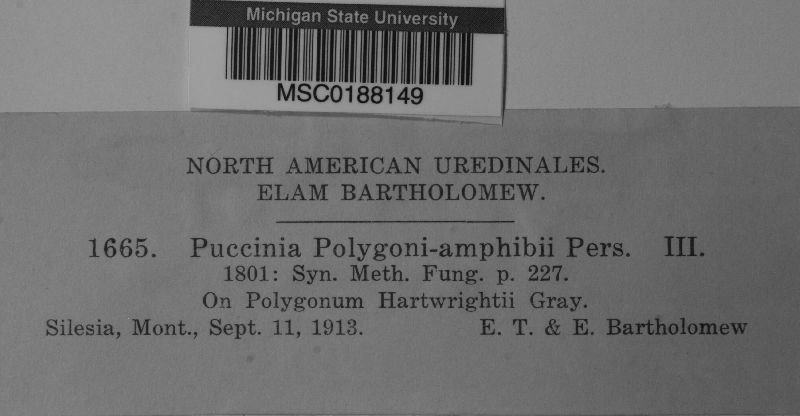 Michigan State University
MSC0188149
NORTH AMERICAN UREDINALES.
ELAM BARTHOLOMEW.
1665. Puccinia Polygoni-amphibii Pers. III.
1801: Syn. Meth. Fung. p. 227.
On Polygonum Hartwrightii Gray.
Silesia, Mont., Sept. 11, 1913. E. T. & E. Bartholomew